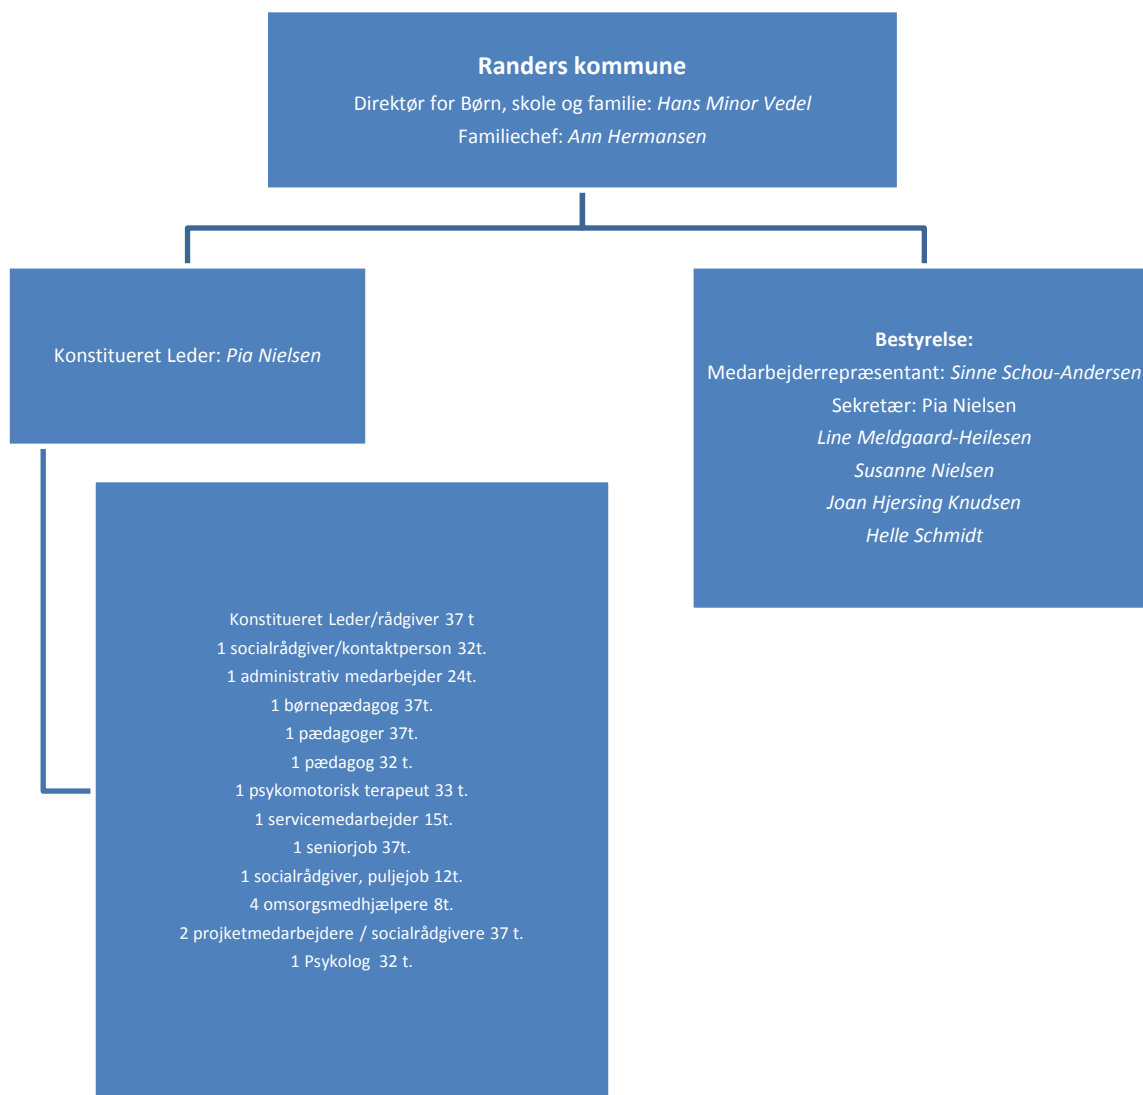 Randers kommune
Direktør for Børn, skole og familie: Hans Minor Vedel
Familiechef: Ann Hermansen
Konstitueret Leder: Pia Nielsen
Bestyrelse:
Medarbejderrepræsentant: Sinne Schou-Andersen
Sekretær: Pia Nielsen
Line Meldgaard-Heilesen
Susanne Nielsen
Joan Hjersing Knudsen
Helle Schmidt
Konstitueret Leder/rådgiver 37 t
1 socialrådgiver/kontaktperson 32t.
1 administrativ medarbejder 24t.
1 børnepædagog 37t.
1 pædagoger 37t.
1 pædagog 32 t.
1 psykomotorisk terapeut 33 t.
1 servicemedarbejder 15t.
1 seniorjob 37t.
1 socialrådgiver, puljejob 12t.
4 omsorgsmedhjælpere 8t.
2 projketmedarbejdere / socialrådgivere 37 t.
1 Psykolog  32 t.